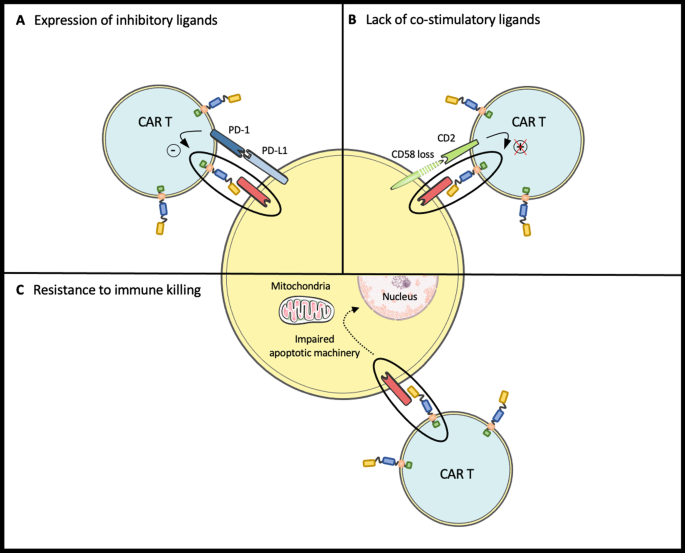 A Expression of inhibitory ligands
CAR T
PD-1
PD-L1
-
B Lack of co-stimulatory ligands
CAR T
CD2
CD58 loss
+
C Resistance to immune killing
Mitochondria
Nucleus
Impaired
apoptotic machinery
CAR T